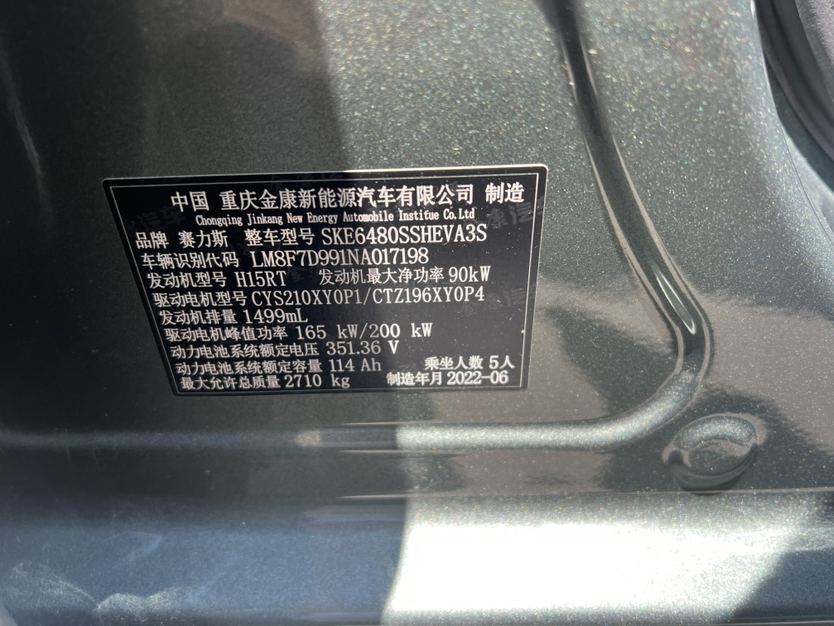 中国 重庆金康新能源汽车有限公司 制造
Chongqing Jinkang New Energy Automobile Institue Co.Ltd
品牌 赛力斯 整车型号 SKE6480SSHEVA3S
车辆识别代码 LM8F7D991NA017198
发动机型号 H15RT 发动机最大净功率 90kW
驱动电机型号 CYS210XY0P1/CTZ196XY0P4
发动机排量 1499mL
驱动电机峰值功率 165 kW/200 kW
动力电池系统额定电压 351.36 V
动力电池系统额定容量 114 Ah 乘坐人数 5人
最大允许总质量 2710 kg 制造年月 2022-06